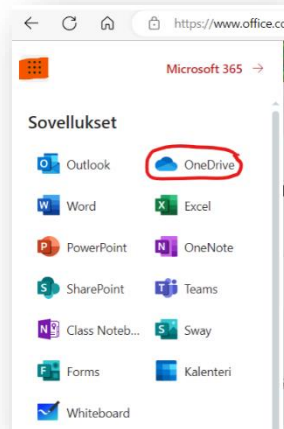 https://www.office.co
Microsoft 365 →
Sovellukset
Outlook OneDrive
Word Excel
PowerPoint OneNote
SharePoint Teams
Class Noteb... Sway
Forms Kalenteri
Whiteboard